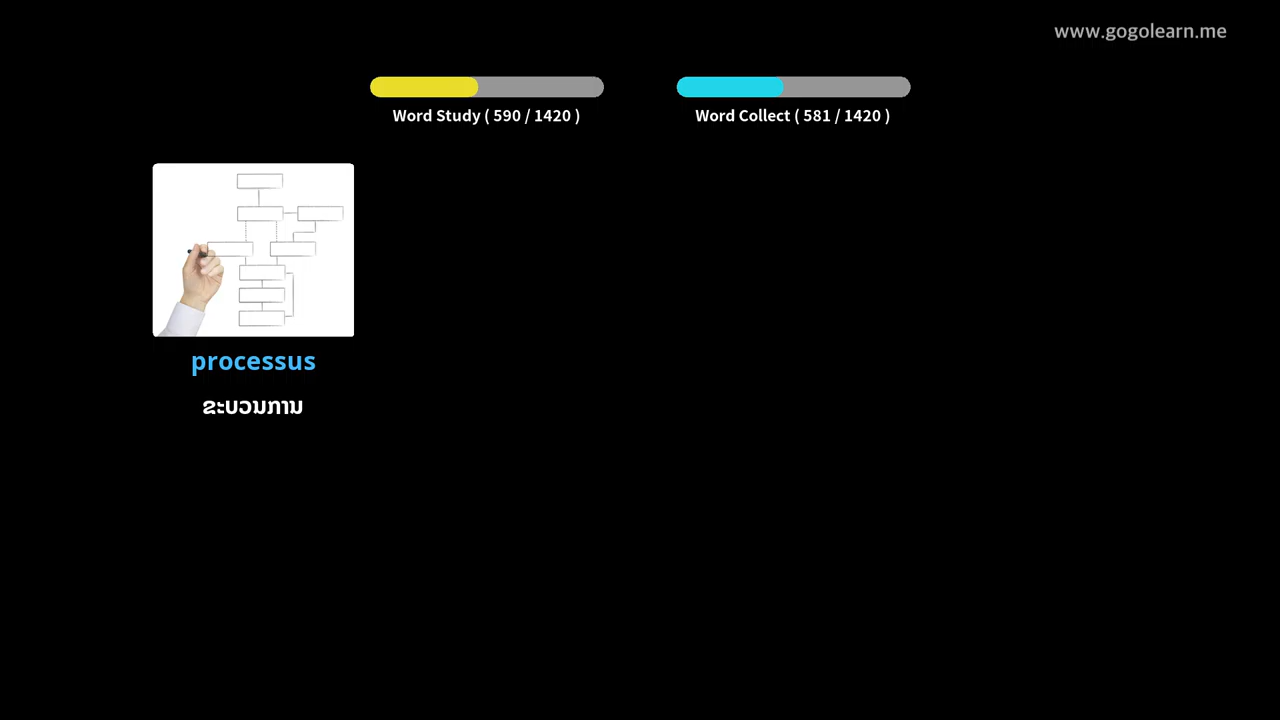 www.gogolearn.me
Word Study ( 590 / 1420 )
Word Collect ( 581 / 1420 )
processus
ຂະບວນການ